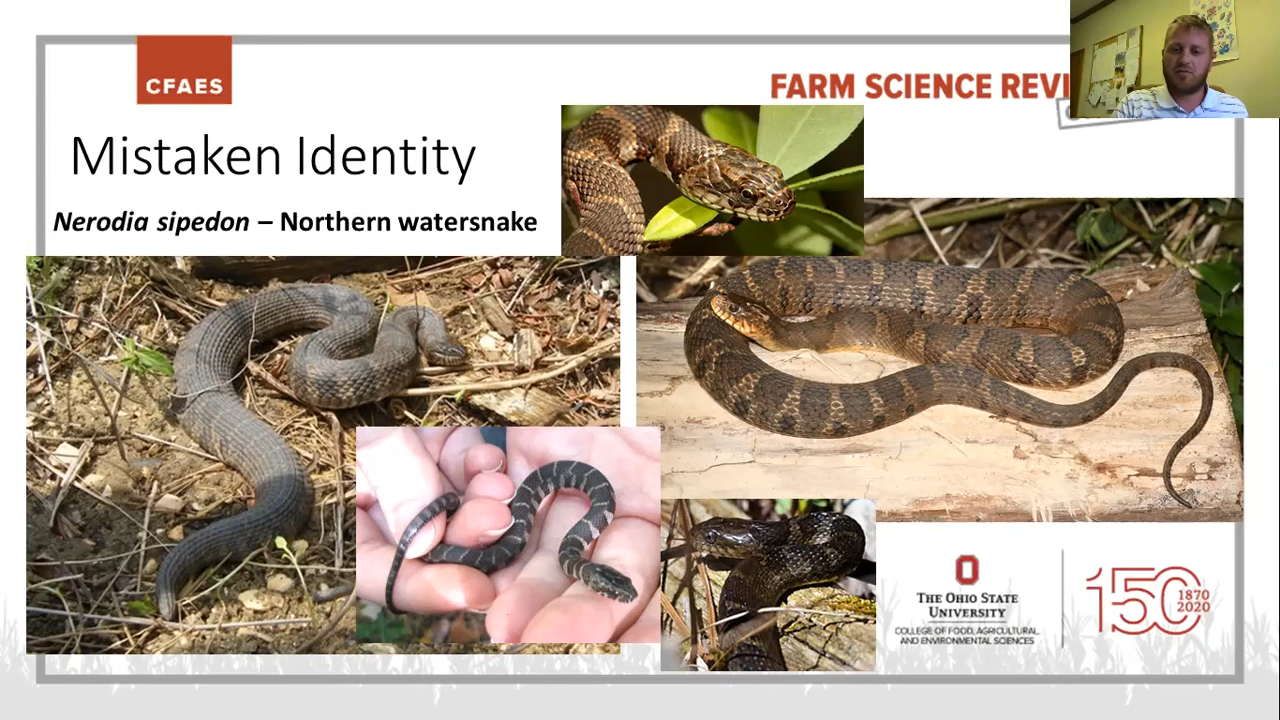 CFAES
FARM SCIENCE REVI
Mistaken Identity
Nerodia sipedon – Northern watersnake
THE OHIO STATE
UNIVERSITY
COLLEGE OF FOOD, AGRICULTURAL,
AND ENVIRONMENTAL SCIENCES
150
1870
2020